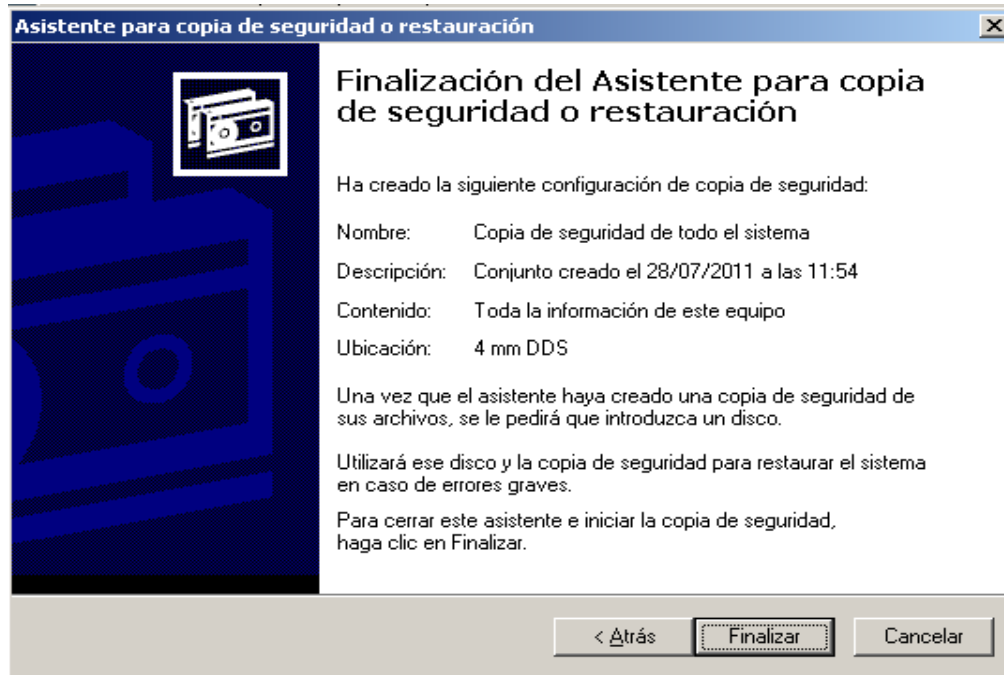 Asistente para copia de seguridad o restauración
Finalización del Asistente para copia
de seguridad o restauración
Ha creado la siguiente configuración de copia de seguridad:
Nombre: Copia de seguridad de todo el sistema
Descripción: Conjunto creado el 28/07/2011 a las 11:54
Contenido: Toda la información de este equipo
Ubicación: 4 mm DDS
Una vez que el asistente haya creado una copia de seguridad de
sus archivos, se le pedirá que introduzca un disco.
Utilizará ese disco y la copia de seguridad para restaurar el sistema
en caso de errores graves.
Para cerrar este asistente e iniciar la copia de seguridad,
haga clic en Finalizar.
< Atrás Finalizar Cancelar